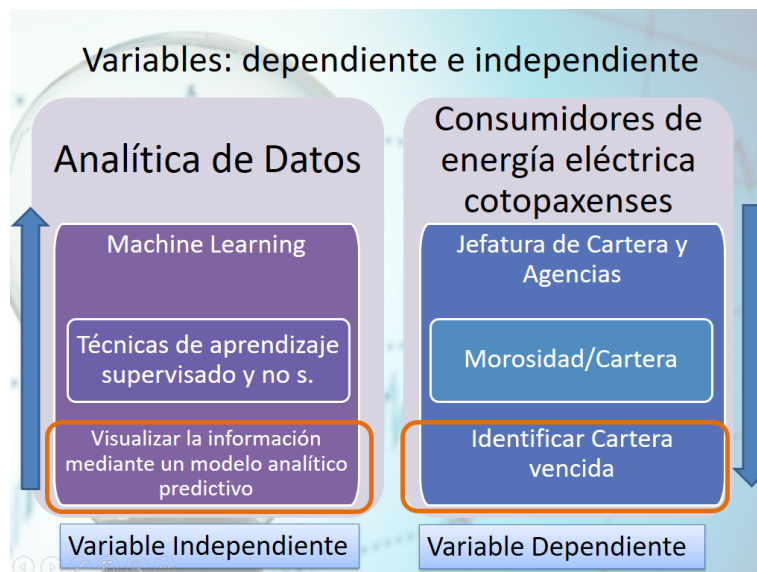 Variables: dependiente e independiente
Analítica de Datos
Machine Learning
Técnicas de aprendizaje
supervisado y no s.
Visualizar la información
mediante un modelo analítico
predictivo
Variable Independiente
Consumidores de
energía eléctrica
cotopaxenses
Jefatura de Cartera y
Agencias
Morosidad/Cartera
Identificar Cartera
vencida
Variable Dependiente